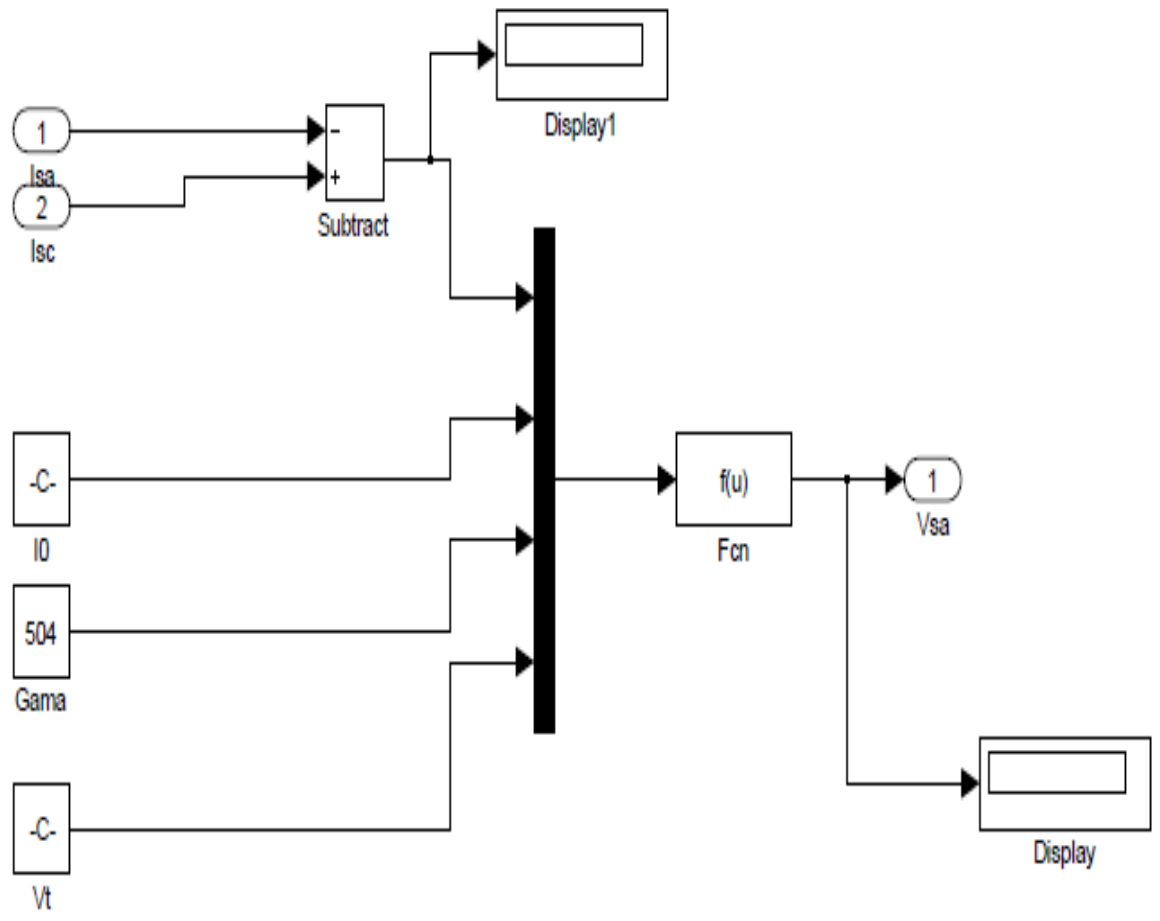 Display1
1
Isa
−
+
2
Isc
Subtract
-C-
I0
f(u)
Fcn
1
Vsa
504
Gama
-C-
Vt
Display